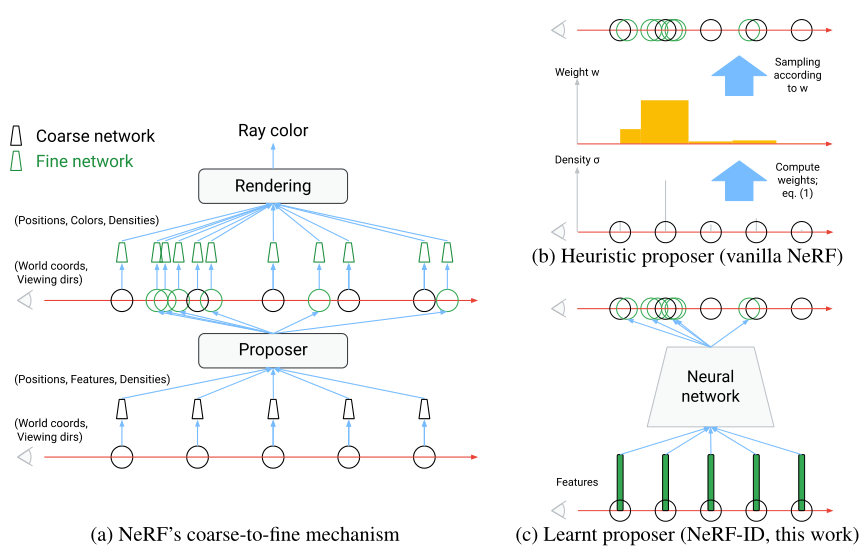 Coarse network
Fine network
Ray color
Rendering
(Positions, Colors, Densities)
(World coords,
Viewing dirs)
Proposer
(Positions, Features, Densities)
(World coords,
Viewing dirs)
(a) NeRF's coarse-to-fine mechanism
Weight w
Sampling
according
to w
Density σ
Compute
weights;
eq. (1)
(b) Heuristic proposer (vanilla NeRF)
Neural
network
Features
(c) Learnt proposer (NeRF-ID, this work)